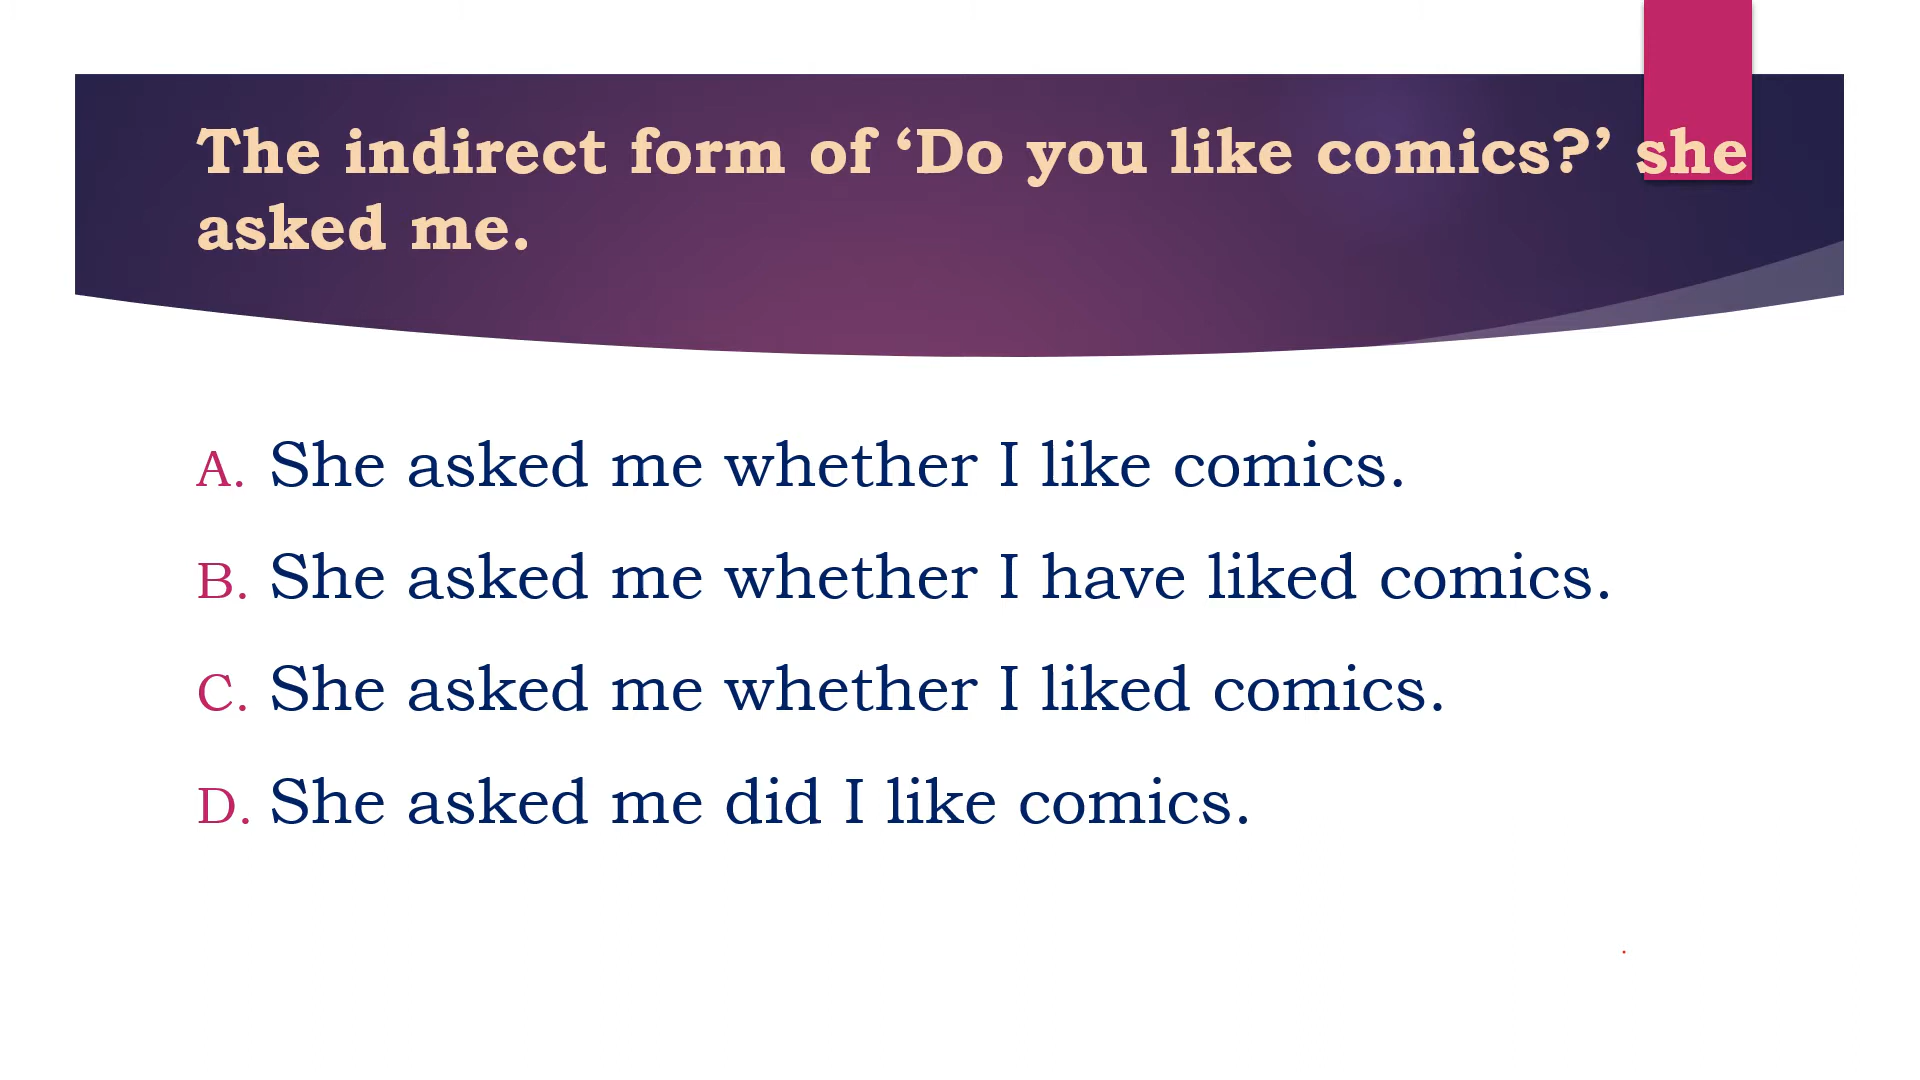 The indirect form of ‘Do you like comics?’ she
asked me.
A. She asked me whether I like comics.
B. She asked me whether I have liked comics.
C. She asked me whether I liked comics.
D. She asked me did I like comics.